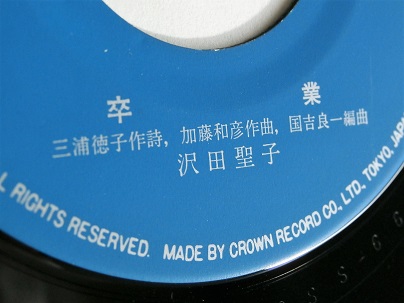 卒業
三浦徳子作詩, 加藤和彦作曲, 国吉良一編曲
沢田聖子
L RIGHTS RESERVED. MADE BY CROWN RECORD CO., LTD., TOKYO, JAPA